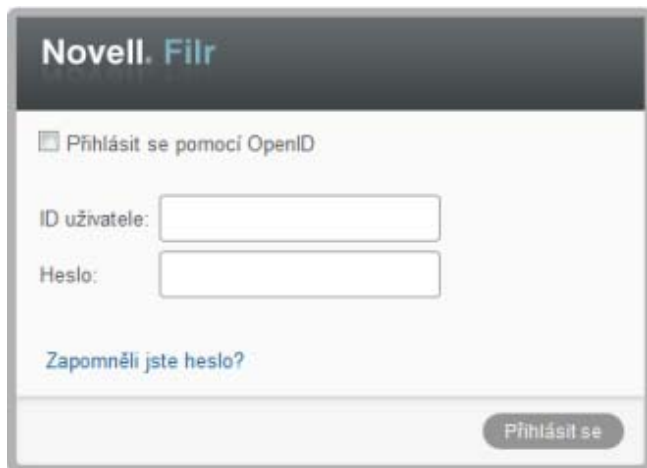 Novell. Filr
Přihlásit se pomocí OpenID
ID uživatele:
Heslo:
Zapomněli jste heslo?
Přihlásit se